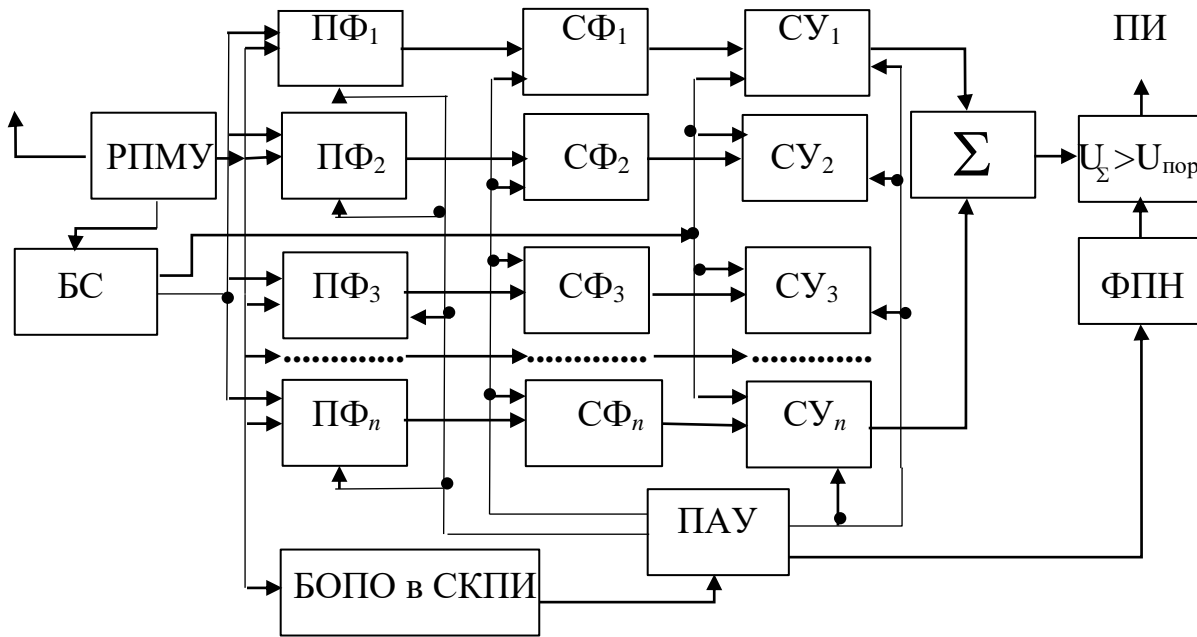 ПФ₁ СФ₁ СУ₁ ПИ
РПМУ ПФ₂ СФ₂ СУ₂ Σ U_Σ>Uпор
БС ПФ₃ СФ₃ СУ₃ ФПН
ПФₙ СФₙ СУₙ
ПАУ
БОПО в СКПИ